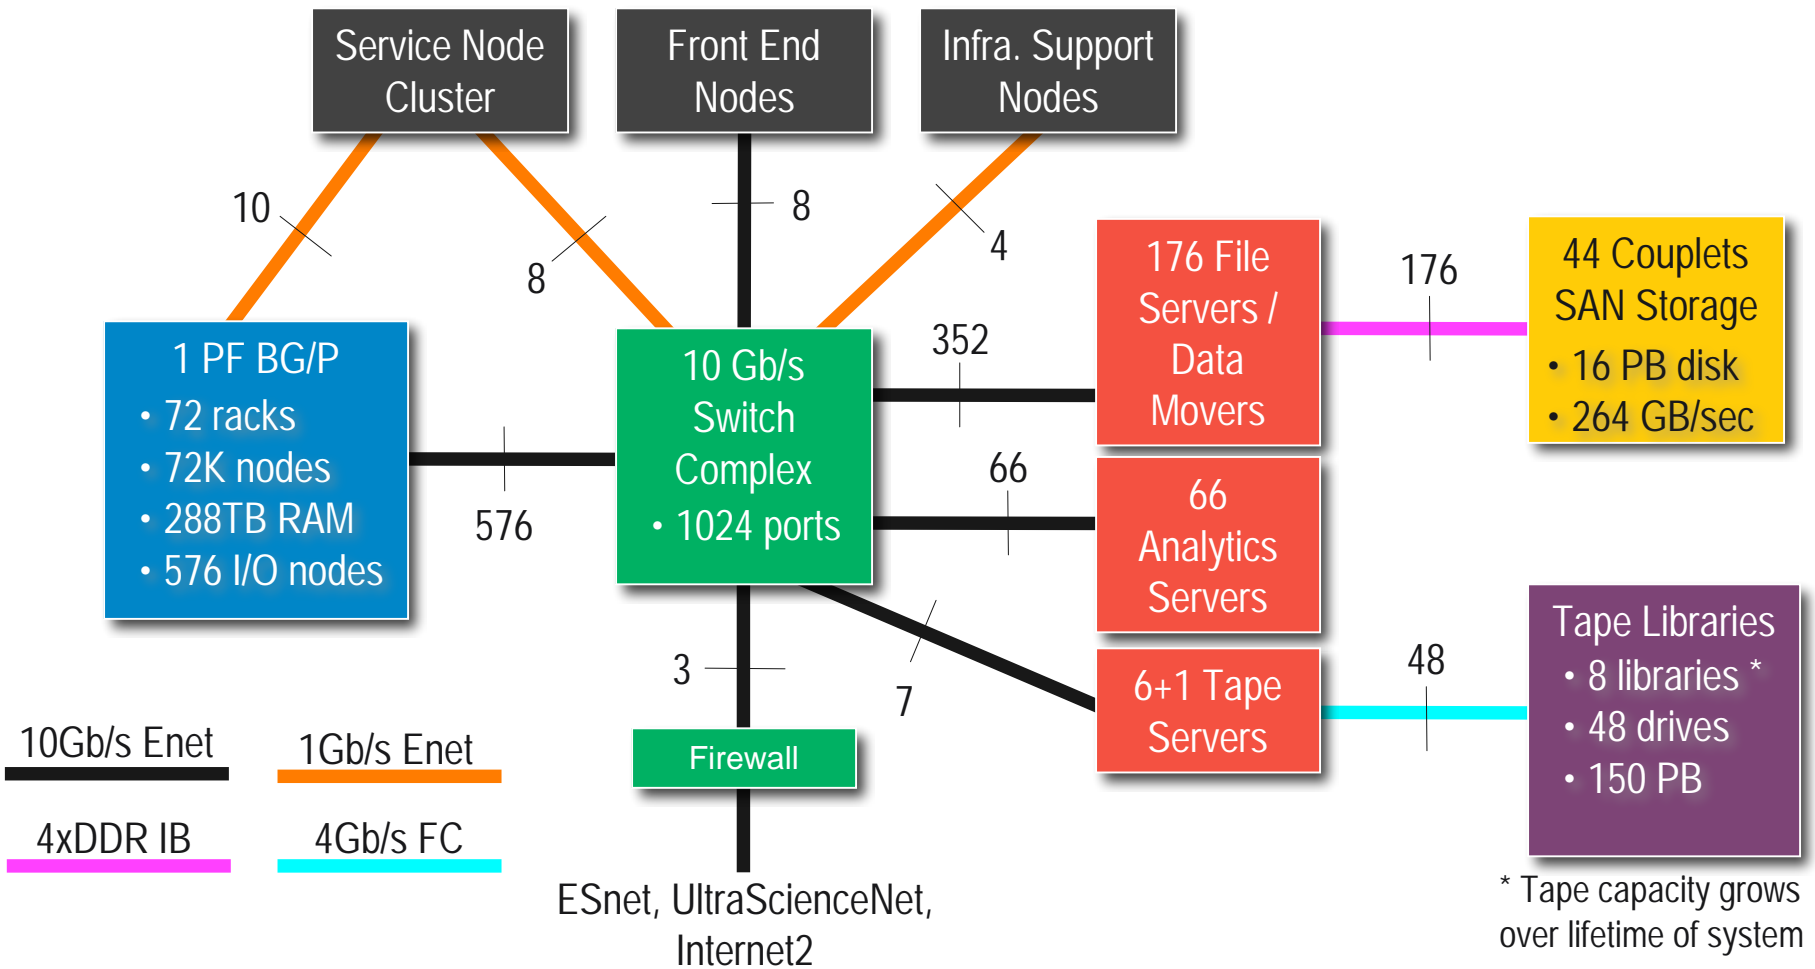 Service Node
Cluster
Front End
Nodes
Infra. Support
Nodes
10
8
8
4
1 PF BG/P
• 72 racks
• 72K nodes
• 288TB RAM
• 576 I/O nodes
576
10 Gb/s
Switch
Complex
• 1024 ports
352
66
176 File
Servers /
Data
Movers
176
44 Couplets
SAN Storage
• 16 PB disk
• 264 GB/sec
66
Analytics
Servers
3
7
6+1 Tape
Servers
48
Tape Libraries
• 8 libraries *
• 48 drives
• 150 PB
* Tape capacity grows
over lifetime of system
Firewall
ESnet, UltraScienceNet,
Internet2
10Gb/s Enet
1Gb/s Enet
4xDDR IB
4Gb/s FC